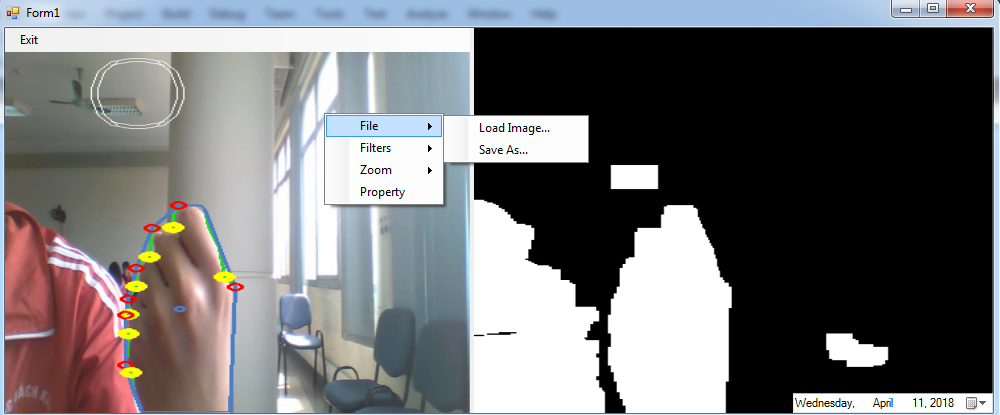 Form1
Exit
File
Filters
Zoom
Property
Load Image...
Save As...
Wednesday, April 11, 2018